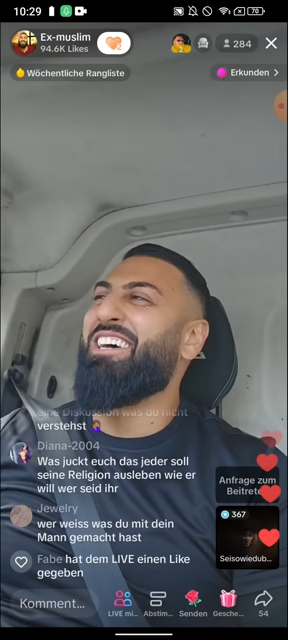 10:29
70
Ex-muslim
94.6K Likes
284
Wöchentliche Rangliste
Erkunden >
eine Diskussion was du nicht
verstehst
Diana-2004
Was juckt euch das jeder soll
seine Religion ausleben wie er
will wer seid ihr
Jewelry
wer weiss was du mit dein
Mann gemacht hast
Fabe hat dem LIVE einen Like
gegeben
Anfrage zum
Beitrete
367
Seisowiedub...
Kommentar...
LIVE mi...
Abstim...
Senden
Gesche...
54